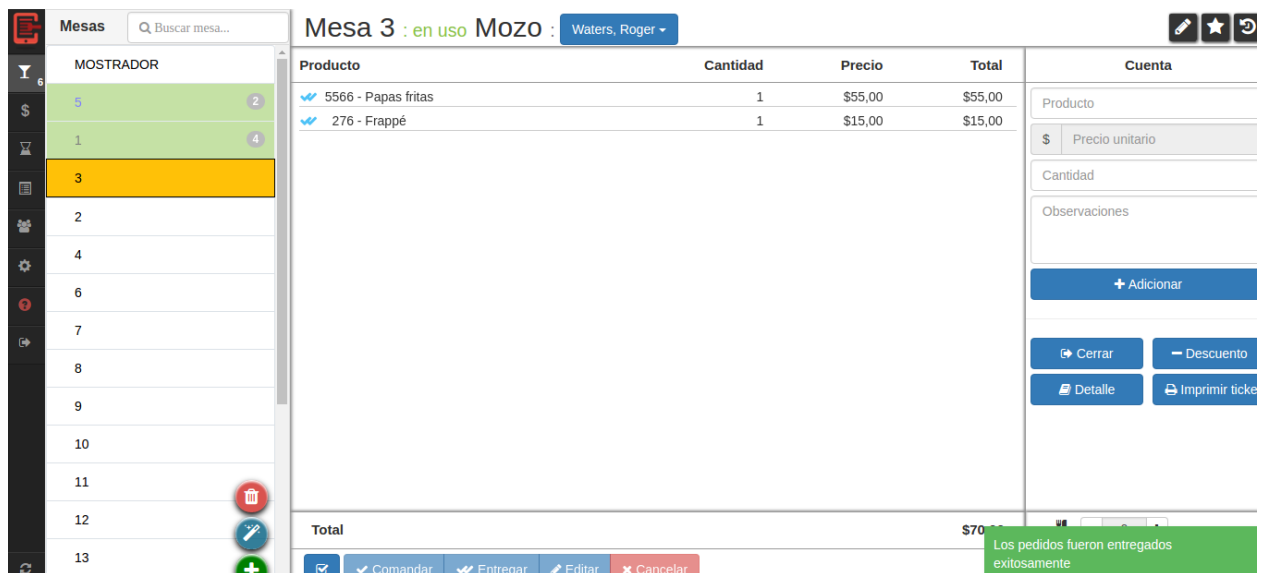 Mesas
Buscar mesa...
Mesa 3 : en uso Mozo : Waters, Roger
6
MOSTRADOR
5 2
1 4
3
2
4
6
7
8
9
10
11
12
13
Producto Cantidad Precio Total
5566 - Papas fritas 1 $55,00 $55,00
276 - Frappé 1 $15,00 $15,00
Total
Comandar Entregar Editar Cancelar
Cuenta
Producto
$ Precio unitario
Cantidad
Observaciones
+ Adicionar
Cerrar
Descuento
Detalle
Imprimir ticke
Los pedidos fueron entregados
exitosamente